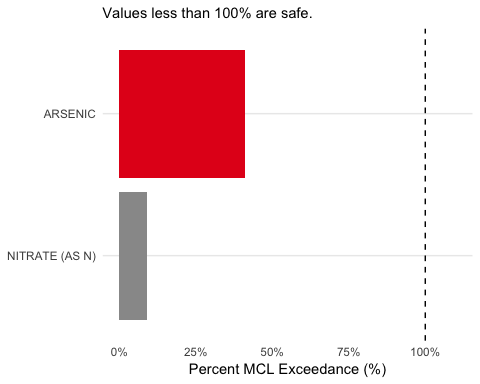 Values less than 100% are safe.
ARSENIC
NITRATE (AS N)
0% 25% 50% 75% 100%
Percent MCL Exceedance (%)